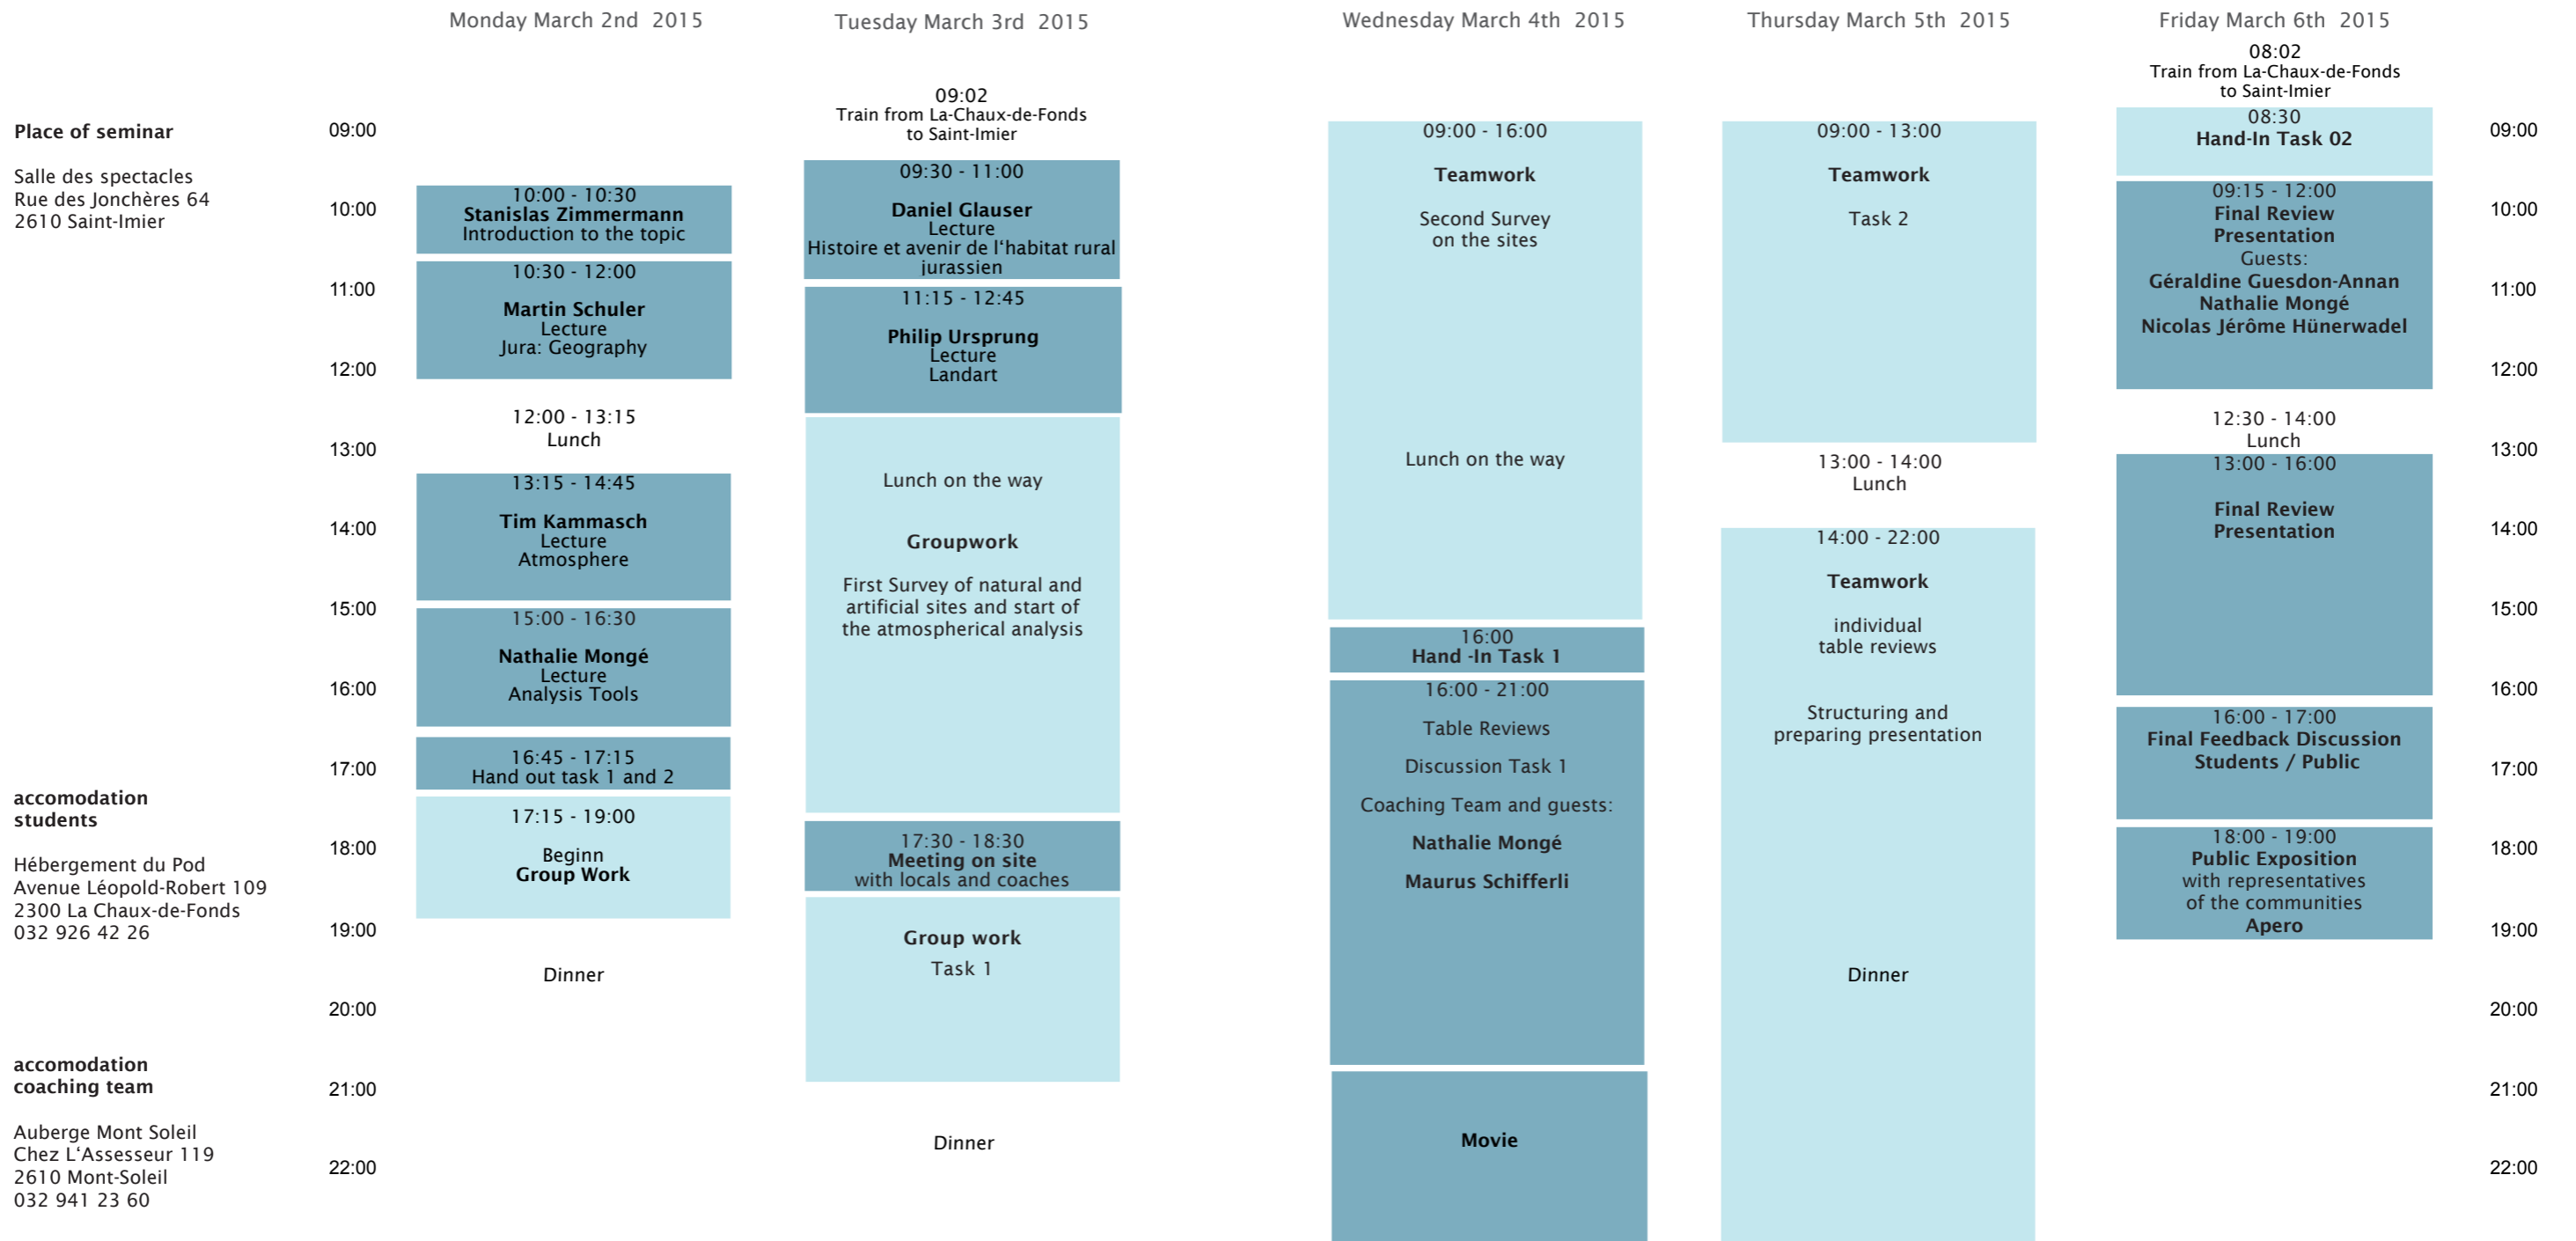 Monday March 2nd  2015
Tuesday March 3rd  2015
Wednesday March 4th  2015
Thursday March 5th  2015
Friday March 6th  2015
Place of seminar
Salle des spectacles
Rue des Jonchères 64
2610 Saint-Imier
accomodation
students
Hébergement du Pod
Avenue Léopold-Robert 109
2300 La Chaux-de-Fonds
032 926 42 26
accomodation
coaching team
Auberge Mont Soleil
Chez L‘Assesseur 119
2610 Mont-Soleil
032 941 23 60
09:00
10:00
11:00
12:00
13:00
14:00
15:00
16:00
17:00
18:00
19:00
20:00
21:00
22:00
10:00 - 10:30
Stanislas Zimmermann
Introduction to the topic
10:30 - 12:00
Martin Schuler
Lecture
Jura: Geography
12:00 - 13:15
Lunch
13:15 - 14:45
Tim Kammasch
Lecture
Atmosphere
15:00 - 16:30
Nathalie Mongé
Lecture
Analysis Tools
16:45 - 17:15
Hand out task 1 and 2
17:15 - 19:00
Beginn
Group Work
Dinner
09:02
Train from La-Chaux-de-Fonds
to Saint-Imier
09:30 - 11:00
Daniel Glauser
Lecture
Histoire et avenir de l‘habitat rural
jurassien
11:15 - 12:45
Philip Ursprung
Lecture
Landart
Lunch on the way
Groupwork
First Survey of natural and
artificial sites and start of
the atmospherical analysis
17:30 - 18:30
Meeting on site
with locals and coaches
Group work
Task 1
Dinner
09:00 - 16:00
Teamwork
Second Survey
on the sites
Lunch on the way
16:00
Hand -In Task 1
16:00 - 21:00
Table Reviews
Discussion Task 1
Coaching Team and guests:
Nathalie Mongé
Maurus Schifferli
Movie
09:00 - 13:00
Teamwork
Task 2
13:00 - 14:00
Lunch
14:00 - 22:00
Teamwork
individual
table reviews
Structuring and
preparing presentation
Dinner
08:02
Train from La-Chaux-de-Fonds
to Saint-Imier
08:30
Hand-In Task 02
09:15 - 12:00
Final Review
Presentation
Guests:
Géraldine Guesdon-Annan
Nathalie Mongé
Nicolas Jérôme Hünerwadel
12:30 - 14:00
Lunch
13:00 - 16:00
Final Review
Presentation
16:00 - 17:00
Final Feedback Discussion
Students / Public
18:00 - 19:00
Public Exposition
with representatives
of the communities
Apero
09:00
10:00
11:00
12:00
13:00
14:00
15:00
16:00
17:00
18:00
19:00
20:00
21:00
22:00